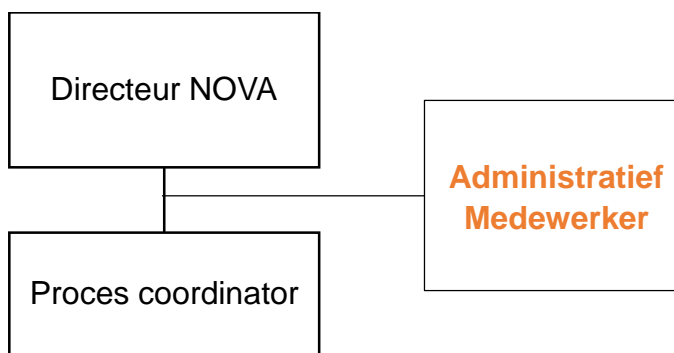 Directeur NOVA
Administratief
Medewerker
Proces coordinator